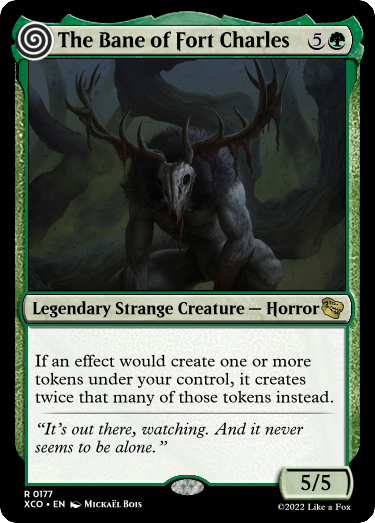 The Bane of Fort Charles 5
Legendary Strange Creature — Horror
If an effect would create one or more
tokens under your control, it creates
twice that many of those tokens instead.
“It’s out there, watching. And it never
seems to be alone.”
5/5
R 0177
XCO • EN Mickaël Bois
©2022 Like a Fox